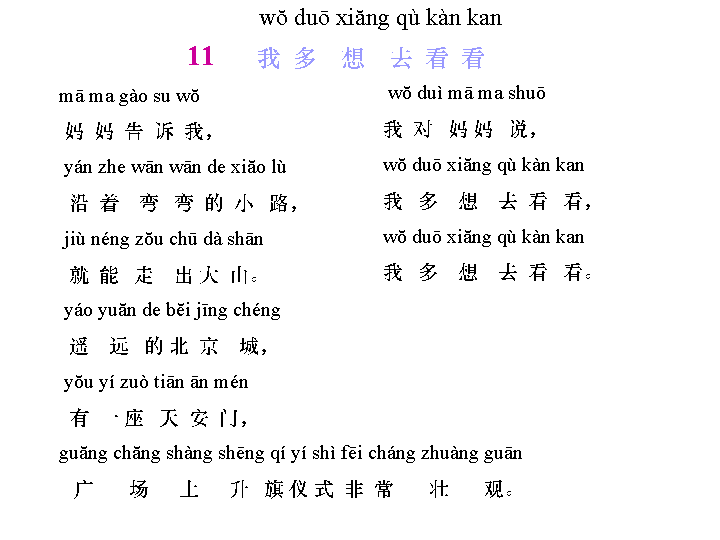 wǒ duō xiǎng qù kàn kan
11 我多想去看看
mā ma gào su wǒ
妈妈告诉我，
yán zhe wān wān de xiǎo lù
沿着弯弯的小路，
jiù néng zǒu chū dà shān
就能走出大山。
yáo yuǎn de běi jīng chéng
遥远的北京城，
yǒu yí zuò tiān ān mén
有一座天安门，
guǎng chǎng shàng shēng qí yí shì fēi cháng zhuàng guān
广场上升旗仪式非常壮观。
wǒ duì mā ma shuō
我对妈妈说，
wǒ duō xiǎng qù kàn kan
我多想去看看，
wǒ duō xiǎng qù kàn kan
我多想去看看。